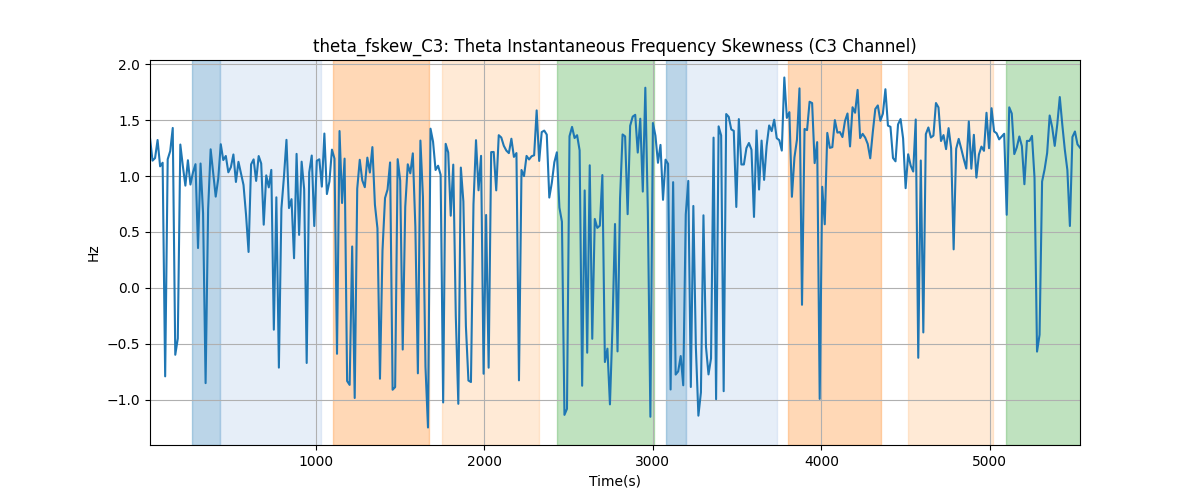 theta_fskew_C3: Theta Instantaneous Frequency Skewness (C3 Channel)
2.0
1.5
1.0
0.5
0.0
−0.5
−1.0
Hz
1000 2000 3000 4000 5000
Time(s)